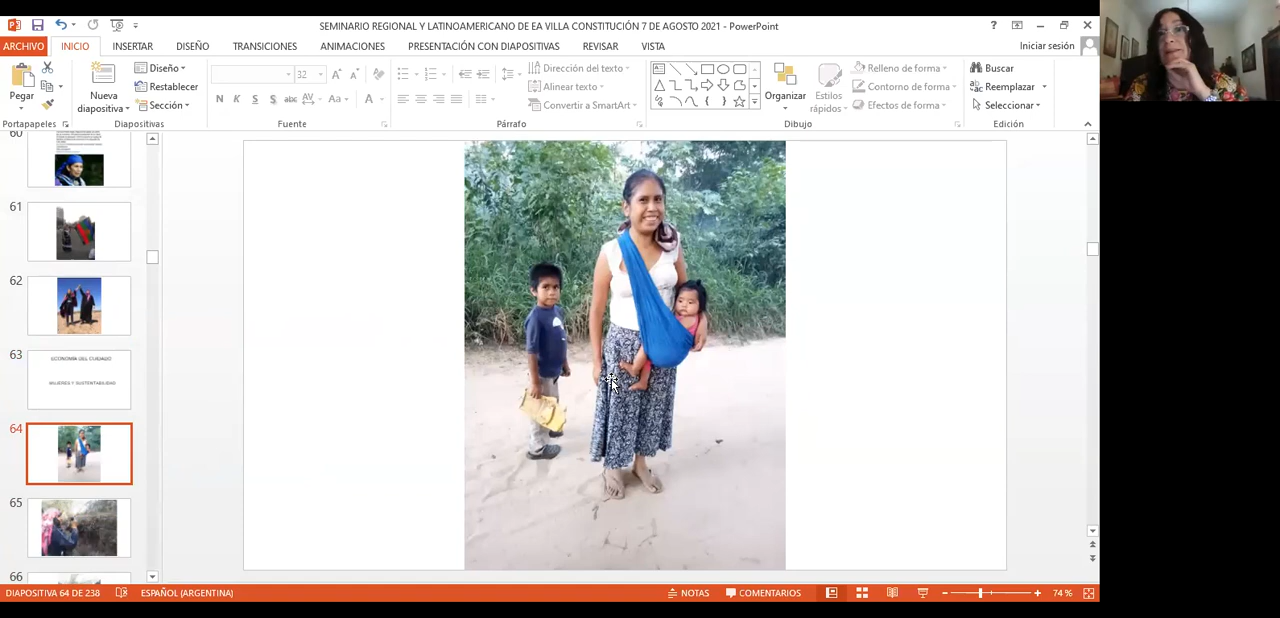 SEMINARIO REGIONAL Y LATINOAMERICANO DE EA VILLA CONSTITUCIÓN 7 DE AGOSTO 2021 - PowerPoint
ARCHIVO INICIO INSERTAR DISEÑO TRANSICIONES ANIMACIONES PRESENTACIÓN CON DIAPOSITIVAS REVISAR VISTA Iniciar sesión
Pegar
Nueva diapositiva
Diseño
Restablecer
Sección
32
N K S S abc AV Aa A
Dirección del texto
Alinear texto
Convertir a SmartArt
Organizar
Estilos rápidos
Relleno de forma
Contorno de forma
Efectos de forma
Buscar
Reemplazar
Seleccionar
Portapapeles Diapositivas Fuente Párrafo Dibujo Edición
60
61
62
63
ECONOMÍA DEL CUIDADO
MUJERES Y SUSTENTABILIDAD
64
65
66
DIAPOSITIVA 64 DE 238 ESPAÑOL (ARGENTINA) NOTAS COMENTARIOS 74 %